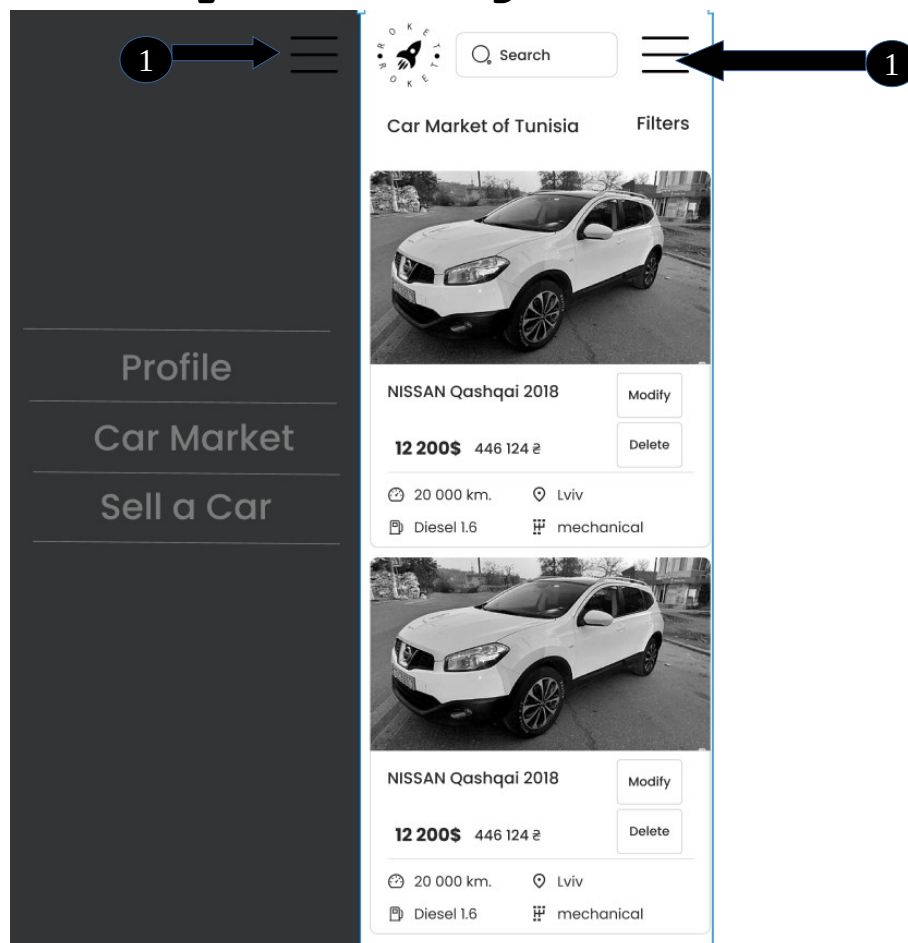 1
Profile
Car Market
Sell a Car
ROKET ROKET
Search
1
Car Market of Tunisia
Filters
NISSAN Qashqai 2018
Modify
12 200$ 446 124 ₴
Delete
20 000 km. Lviv
Diesel 1.6 mechanical
NISSAN Qashqai 2018
Modify
12 200$ 446 124 ₴
Delete
20 000 km. Lviv
Diesel 1.6 mechanical